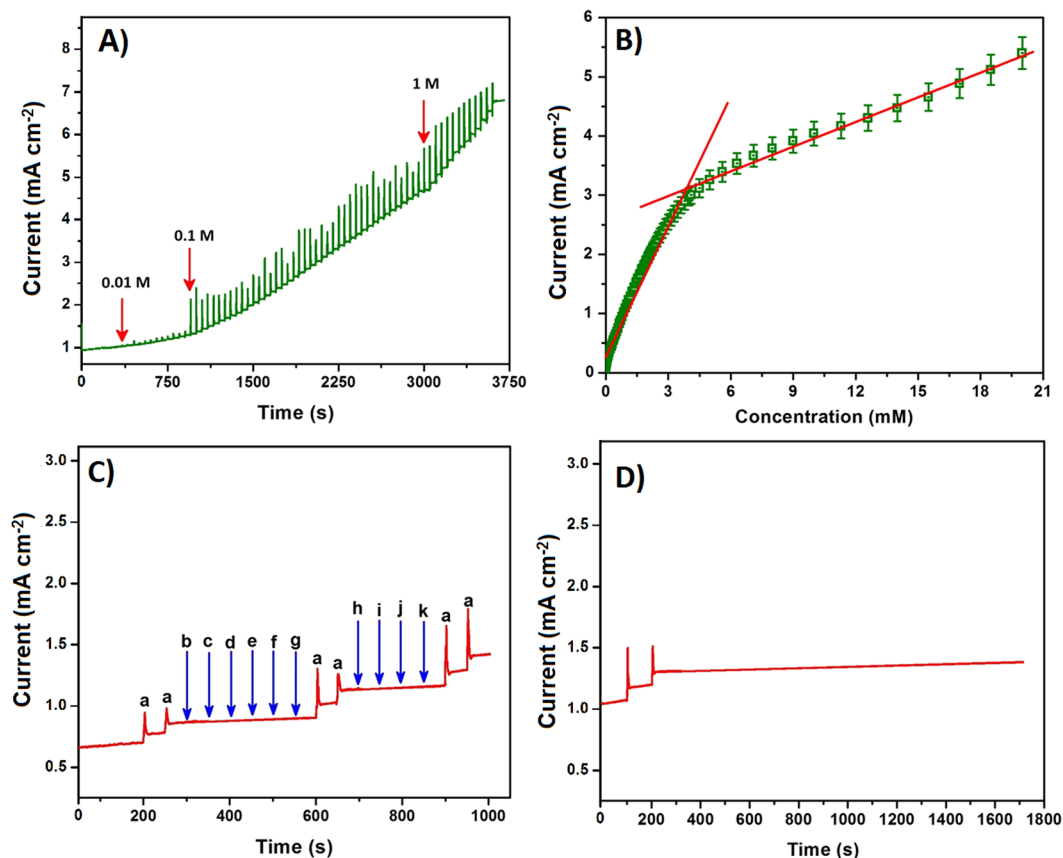 A)
Current (mA cm-2)
8
7
6
5
4
3
2
1
0.01 M
0.1 M
1 M
0 750 1500 2250 3000 3750
Time (s)
B)
Current (mA cm-2)
6
5
4
3
2
1
0
0 3 6 9 12 15 18 21
Concentration (mM)
C)
Current (mA cm-2)
3.0
2.5
2.0
1.5
1.0
0.5
a a b c d e f g a a h i j k a a
0 200 400 600 800 1000
Time (s)
D)
Current (mA cm-2)
3.0
2.5
2.0
1.5
1.0
0.5
0 200 400 600 800 1000 1200 1400 1600 1800
Time (s)